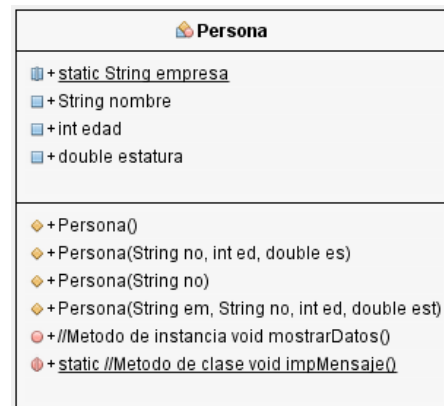 Persona
+ static String empresa
+ String nombre
+ int edad
+ double estatura
+ Persona()
+ Persona(String no, int ed, double es)
+ Persona(String no)
+ Persona(String em, String no, int ed, double est)
+ //Metodo de instancia void mostrarDatos()
+ static //Metodo de clase void impMensaje()